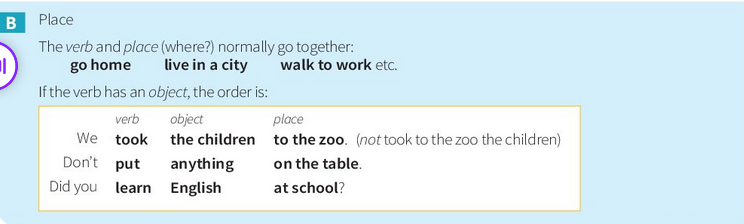 B Place
The verb and place (where?) normally go together:
go home live in a city walk to work etc.
If the verb has an object, the order is:
verb object place
We took the children to the zoo. (not took to the zoo the children)
Don't put anything on the table.
Did you learn English at school?